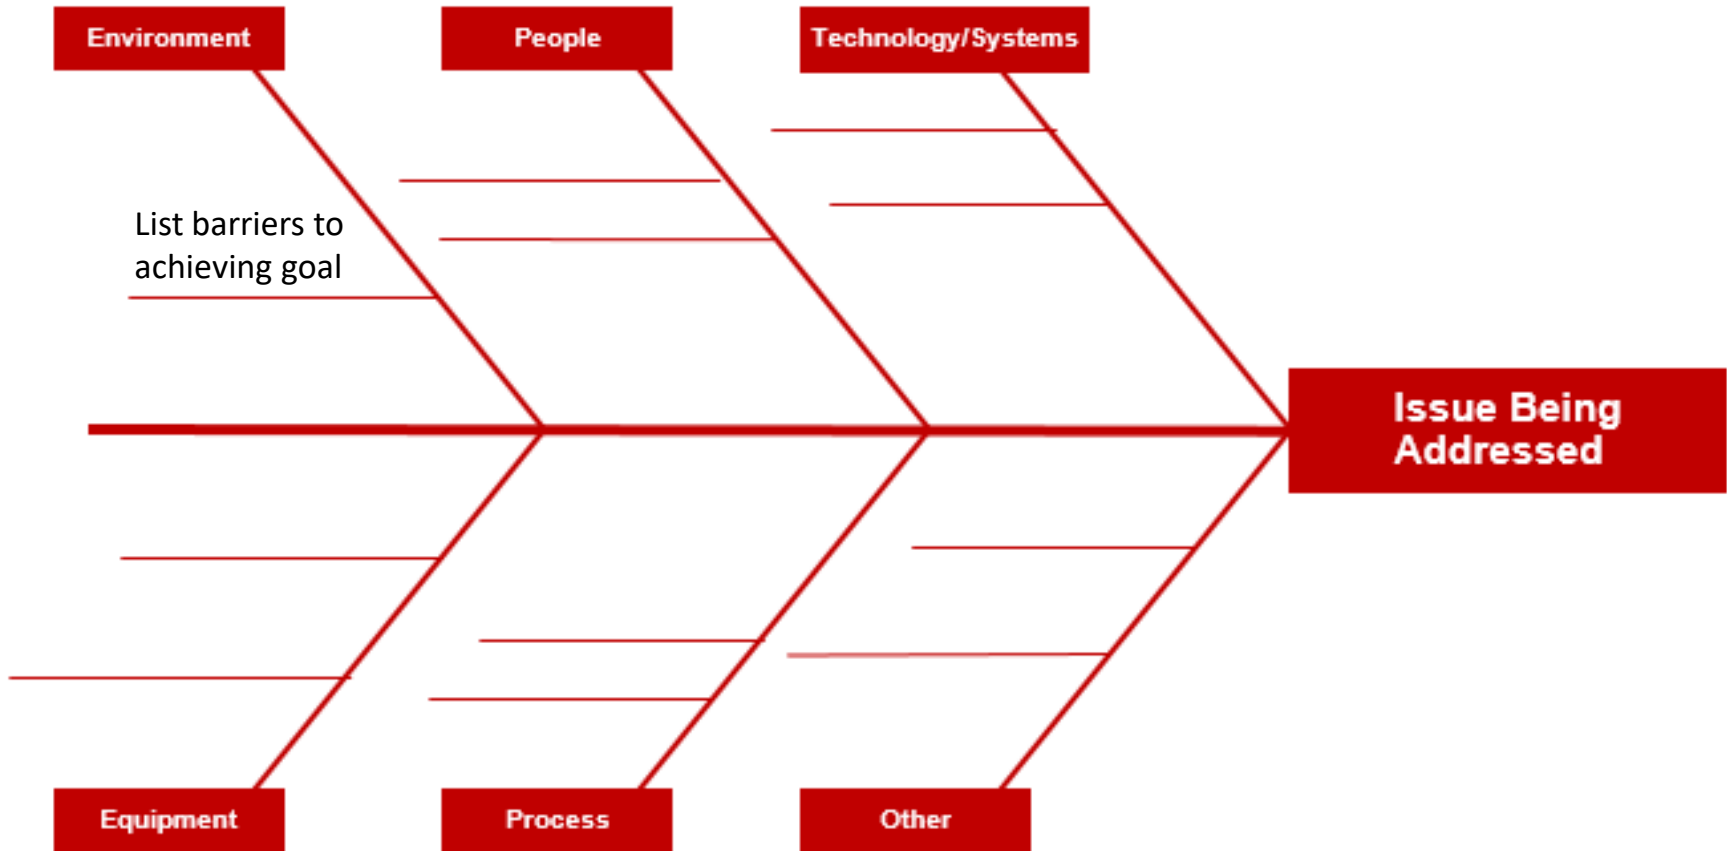 Environment
People
Technology/Systems
List barriers to
achieving goal
Issue Being
Addressed
Equipment
Process
Other